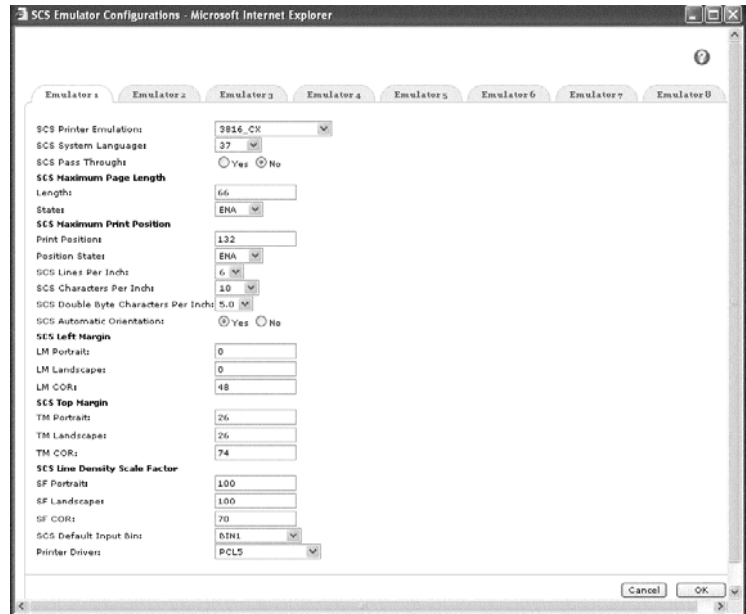 SCS Emulator Configurations - Microsoft Internet Explorer
?
Emulator 1 Emulator 2 Emulator 3 Emulator 4 Emulator 5 Emulator 6 Emulator 7 Emulator 8
SCS Printer Emulation: 3816_CX
SCS System Language: 37
SCS Pass Through: Yes No
SCS Maximum Page Length
Length: 66
State: ENA
SCS Maximum Print Position
Print Position: 132
Position State: ENA
SCS Lines Per Inch: 6
SCS Characters Per Inch: 10
SCS Double Byte Characters Per Inch: 5.0
SCS Automatic Orientation: Yes No
SCS Left Margin
LM Portrait: 0
LM Landscape: 0
LM COR: 48
SCS Top Margin
TM Portrait: 26
TM Landscape: 26
TM COR: 74
SCS Line Density Scale Factor
SF Portrait: 100
SF Landscape: 100
SF COR: 70
SCS Default Input Bin: BIN1
Printer Driver: PCL5
Cancel OK